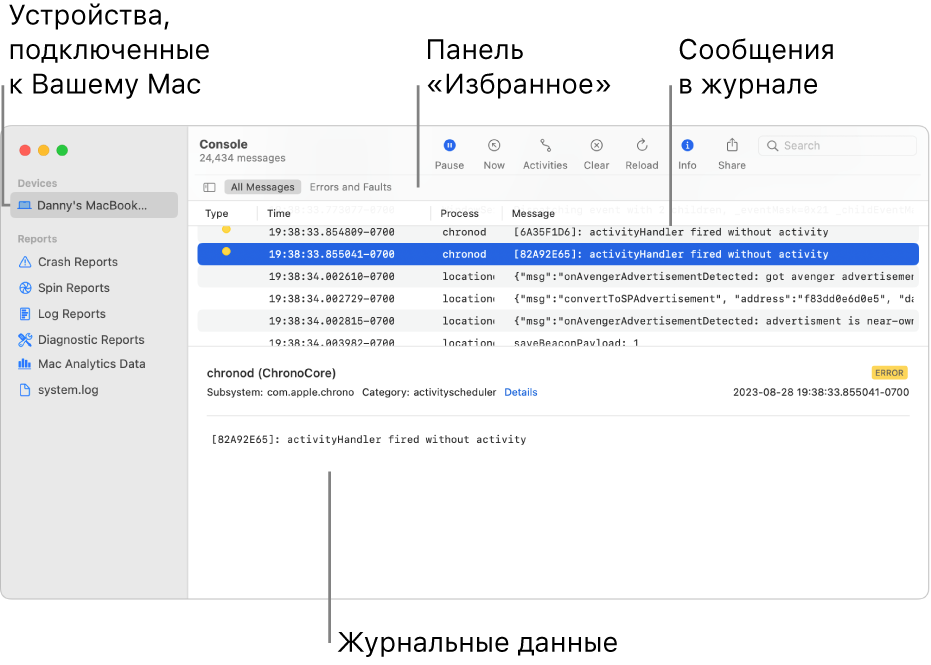 Устройства,
подключенные
к Вашему Mac
Панель
«Избранное»
Сообщения
в журнале
Console
24,434 messages
Pause
Now
Activities
Clear
Reload
Info
Share
Search
Devices
Danny's MacBook...
Reports
Crash Reports
Spin Reports
Log Reports
Diagnostic Reports
Mac Analytics Data
system.log
All Messages Errors and Faults
Type Time Process Message
19:38:33.854809-0700 chronod [6A35F1D6]: activityHandler fired without activity
19:38:33.855041-0700 chronod [82A92E65]: activityHandler fired without activity
19:38:34.002610-0700 location {"msg":"onAvengerAdvertisementDetected: got avenger advertisemen
19:38:34.002729-0700 location {"msg":"convertToSPAdvertisement", "address":"f83dd0e6d0e5", "da
19:38:34.002815-0700 location {"msg":"onAvengerAdvertisementDetected: advertisment is near-own
19:38:34.003982-0700 location saveBeaconPayload: 1
chronod (ChronoCore)
ERROR
Subsystem: com.apple.chrono Category: activityscheduler Details
2023-08-28 19:38:33.855041-0700
[82A92E65]: activityHandler fired without activity
Журнальные данные